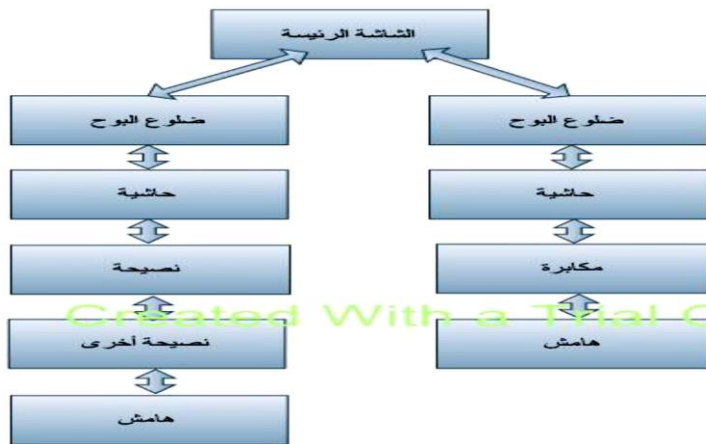 الشاشة الرئيسة
ضلوع البوح
ضلوع البوح
حاشية
حاشية
مكابرة
نصيحة
Created With a Trial
هامش
نصيحة أخرى
هامش